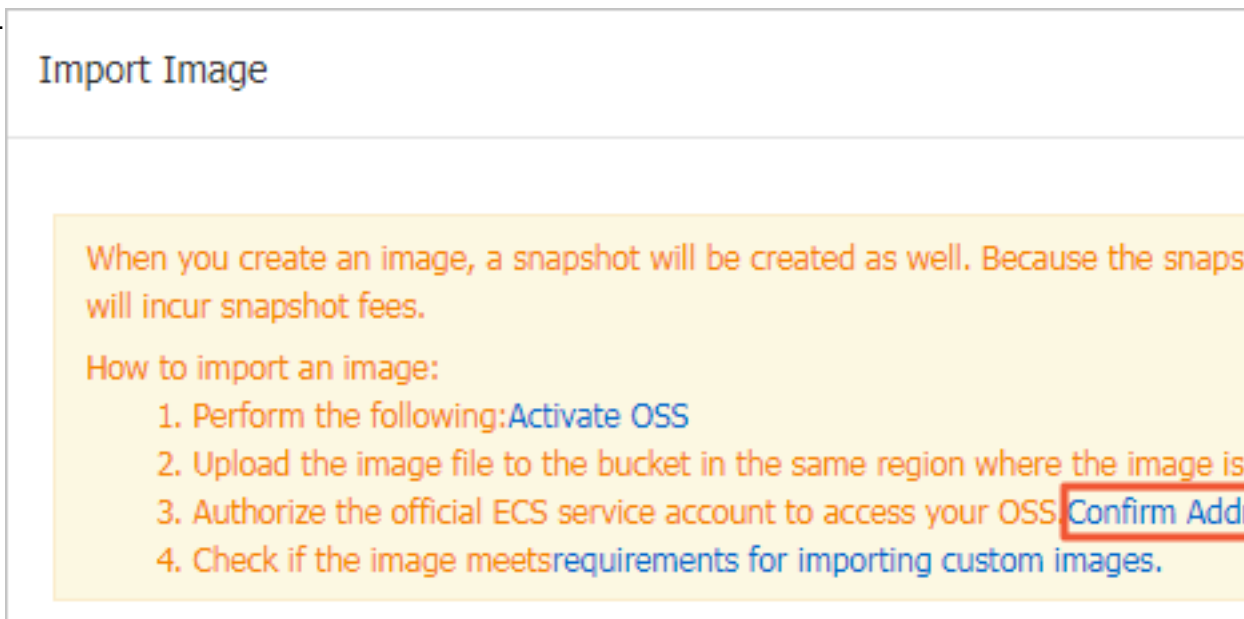 Import Image
When you create an image, a snapshot will be created as well. Because the snaps
will incur snapshot fees.
How to import an image:
1. Perform the following:Activate OSS
2. Upload the image file to the bucket in the same region where the image is
3. Authorize the official ECS service account to access your OSS.Confirm Add
4. Check if the image meetsrequirements for importing custom images.